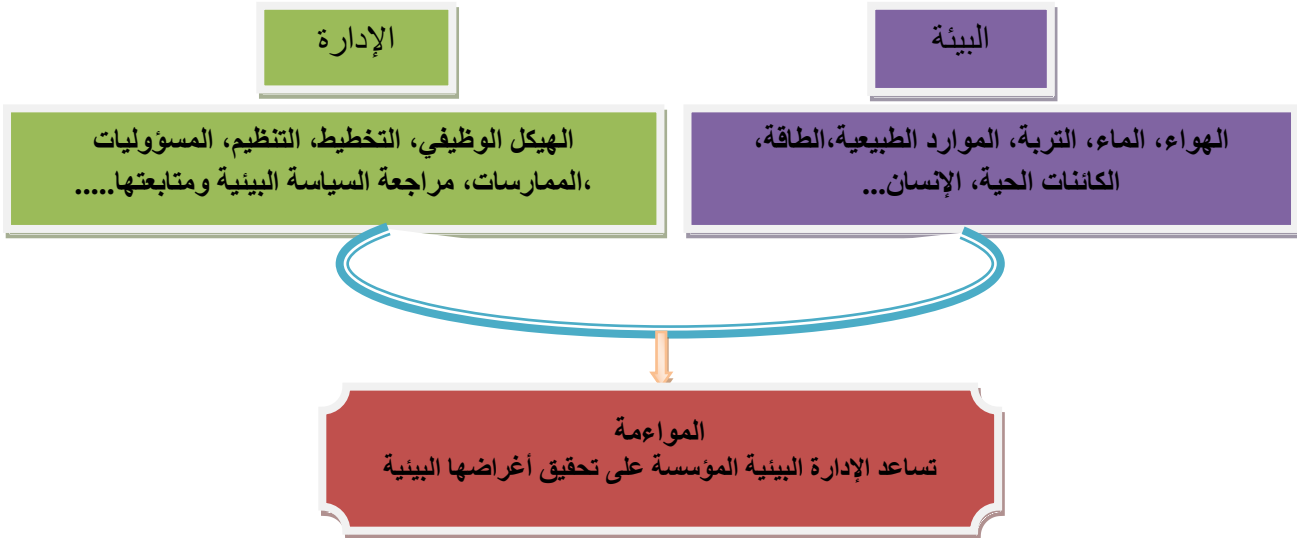 البيئة
الإدارة
الهواء، الماء، التربة، الموارد الطبيعية،الطاقة،
الكائنات الحية، الإنسان...
الهيكل الوظيفي، التخطيط، التنظيم، المسؤوليات
،الممارسات، مراجعة السياسة البيئية ومتابعتها.....
المواءمة
تساعد الإدارة البيئية المؤسسة على تحقيق أغراضها البيئية